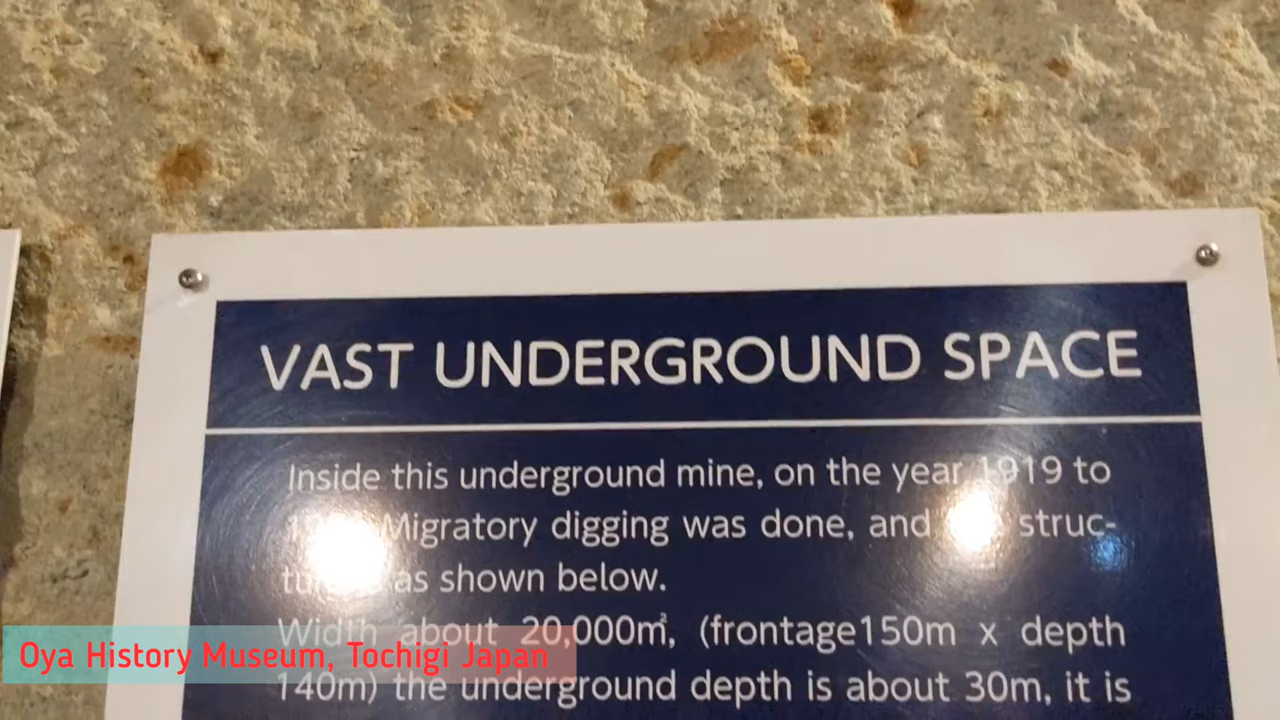 VAST UNDERGROUND SPACE
Inside this underground mine, on the year 1919 to
Migratory digging was done, and struc-
as shown below.
Width about 20,000㎡, (frontage150m x depth
140m) the underground depth is about 30m, it is
Oya History Museum, Tochigi Japan